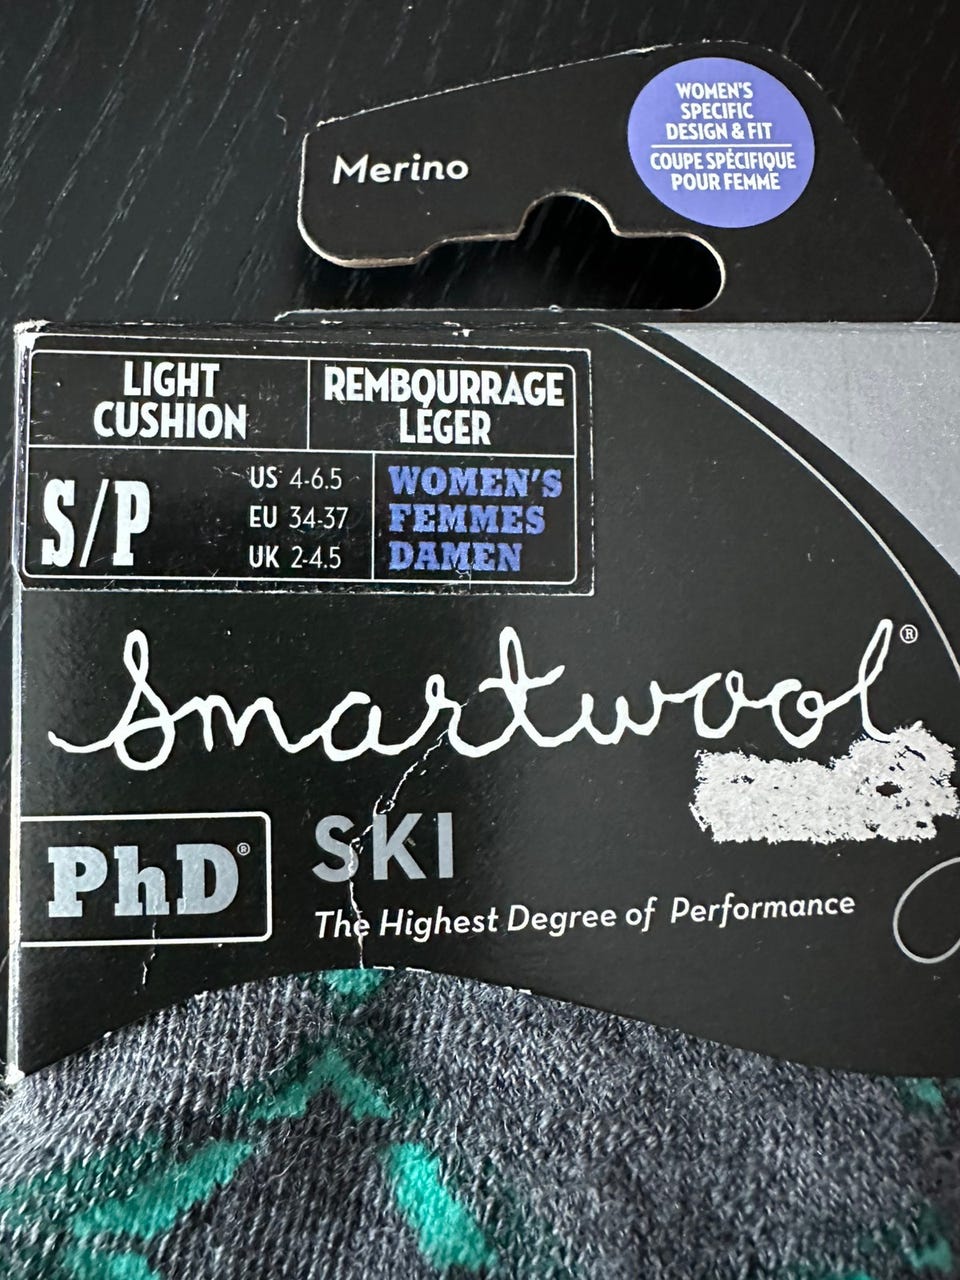 Merino
WOMEN'S
SPECIFIC
DESIGN & FIT
COUPE SPÉCIFIQUE
POUR FEMME
LIGHT
CUSHION
REMBOURRAGE
LÉGER
S/P
US 4-6.5
EU 34-37
UK 2-4.5
WOMEN'S
FEMMES
DAMEN
Smartwool®
PhD®
SKI
The Highest Degree of Performance